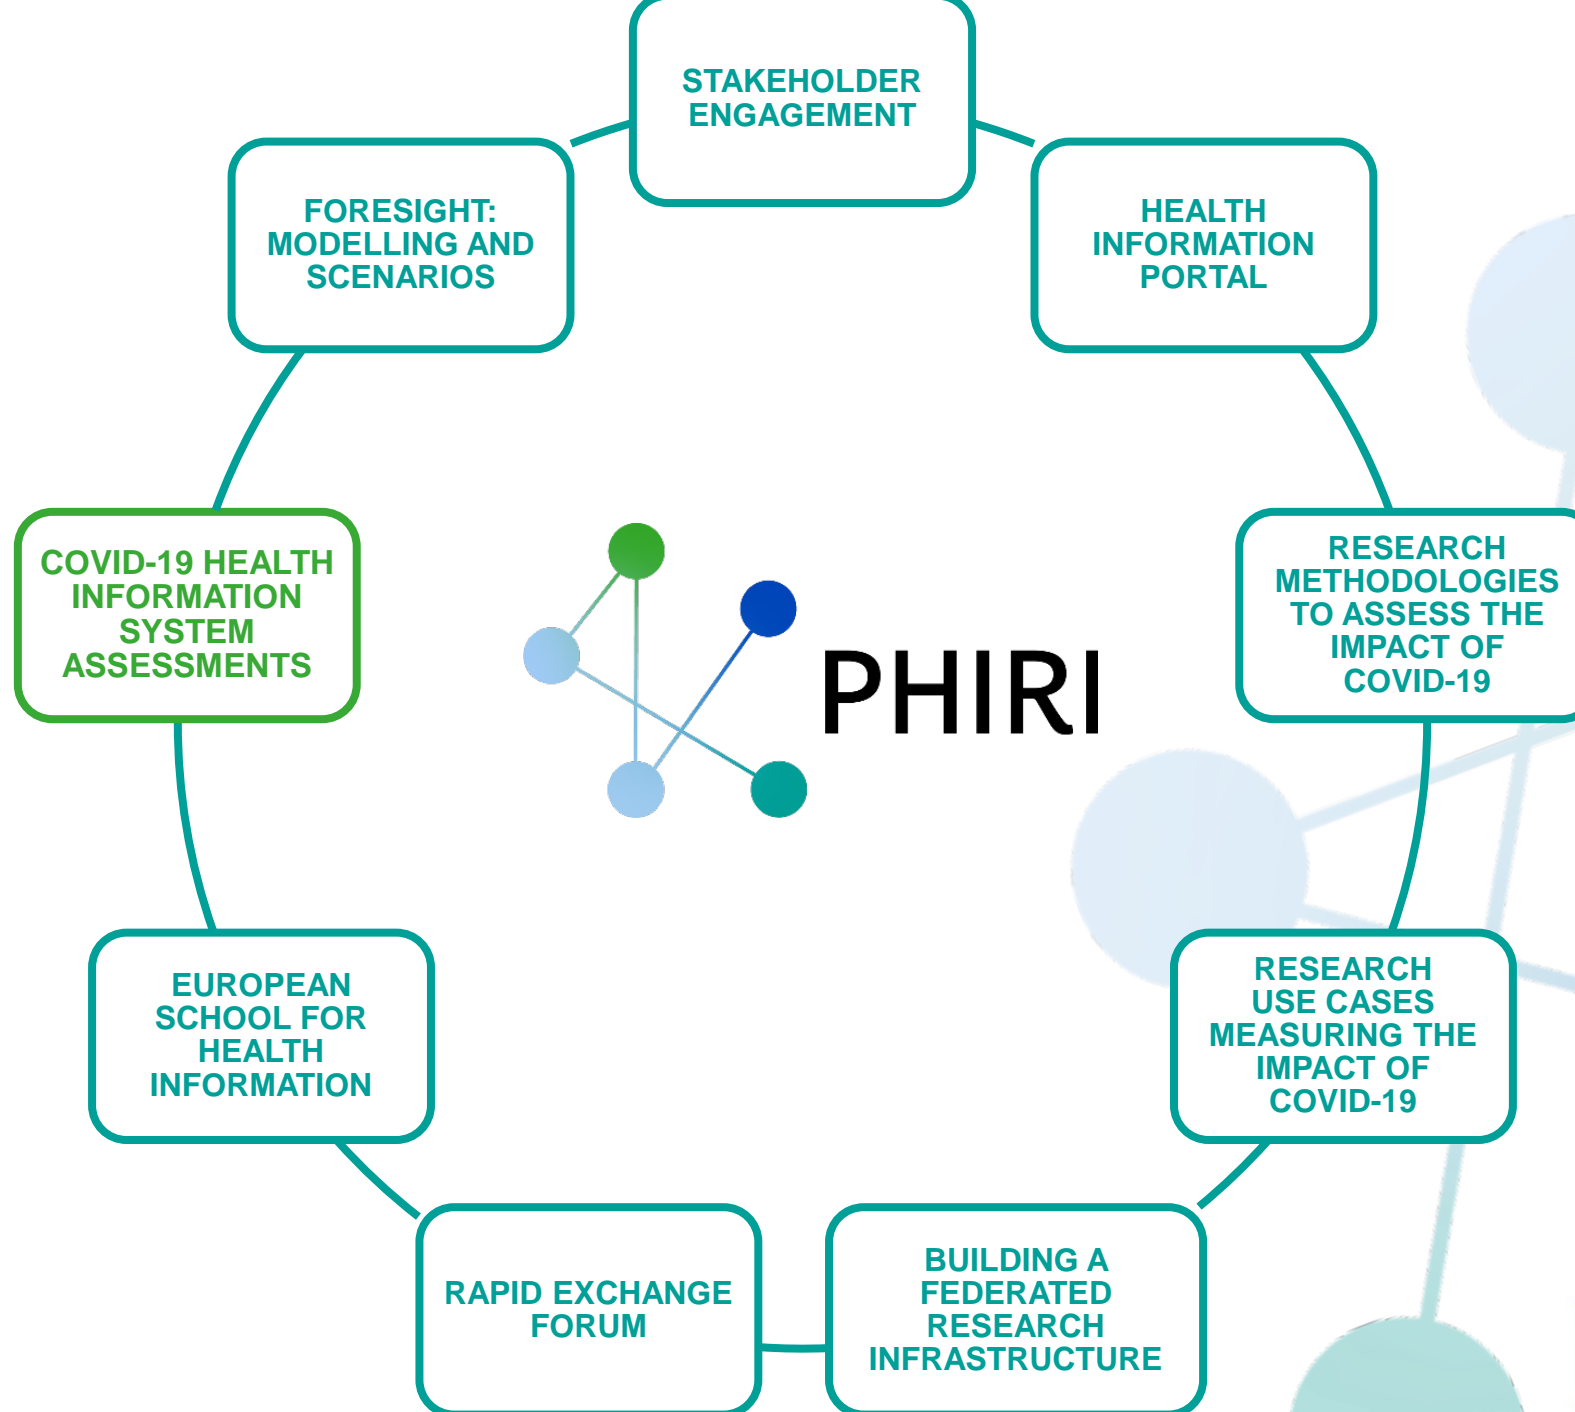 STAKEHOLDER
ENGAGEMENT
FORESIGHT:
MODELLING AND
SCENARIOS
HEALTH
INFORMATION
PORTAL
COVID-19 HEALTH
INFORMATION
SYSTEM
ASSESSMENTS
PHIRI
RESEARCH
METHODOLOGIES
TO ASSESS THE
IMPACT OF
COVID-19
EUROPEAN
SCHOOL FOR
HEALTH
INFORMATION
RESEARCH
USE CASES
MEASURING THE
IMPACT OF
COVID-19
RAPID EXCHANGE
FORUM
BUILDING A
FEDERATED
RESEARCH
INFRASTRUCTURE